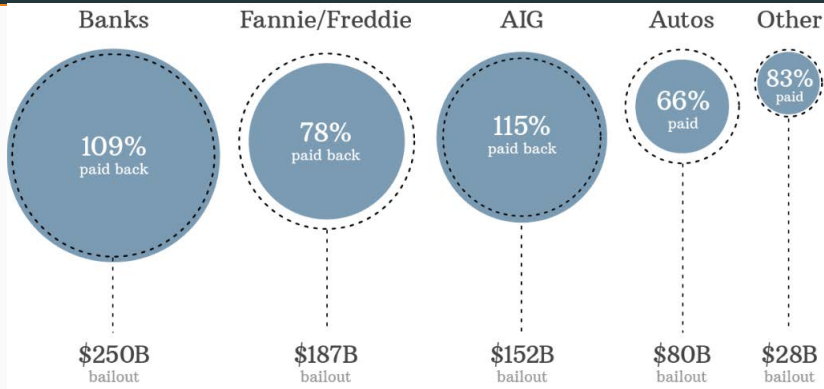 Banks
109%
paid back
$250B
bailout
Fannie/Freddie
78%
paid back
$187B
bailout
AIG
115%
paid back
$152B
bailout
Autos
66%
paid
$80B
bailout
Other
83%
paid
$28B
bailout